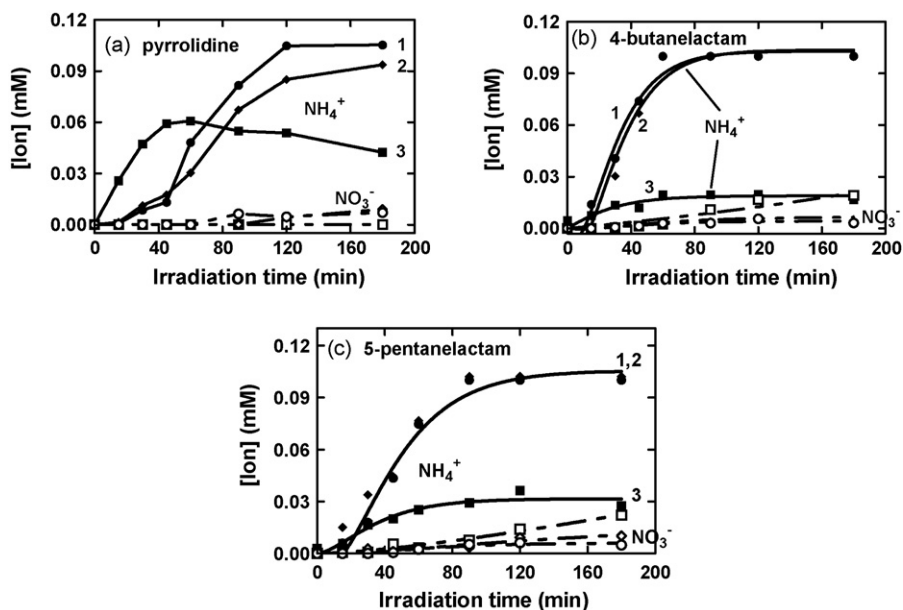 (a) pyrrolidine
[Ion] (mM)
0.12
0.09
0.06
0.03
0.00
1
2
NH₄⁺
3
NO₃⁻
0 40 80 120 160 200
Irradiation time (min)
(b) 4-butanelactam
[Ion] (mM)
0.12
0.09
0.06
0.03
0.00
1
2
NH₄⁺
3
NO₃⁻
0 40 80 120 160 200
Irradiation time (min)
(c) 5-pentanelactam
[Ion] (mM)
0.12
0.09
0.06
0.03
0.00
1,2
NH₄⁺
3
NO₃⁻
0 40 80 120 160 200
Irradiation time (min)